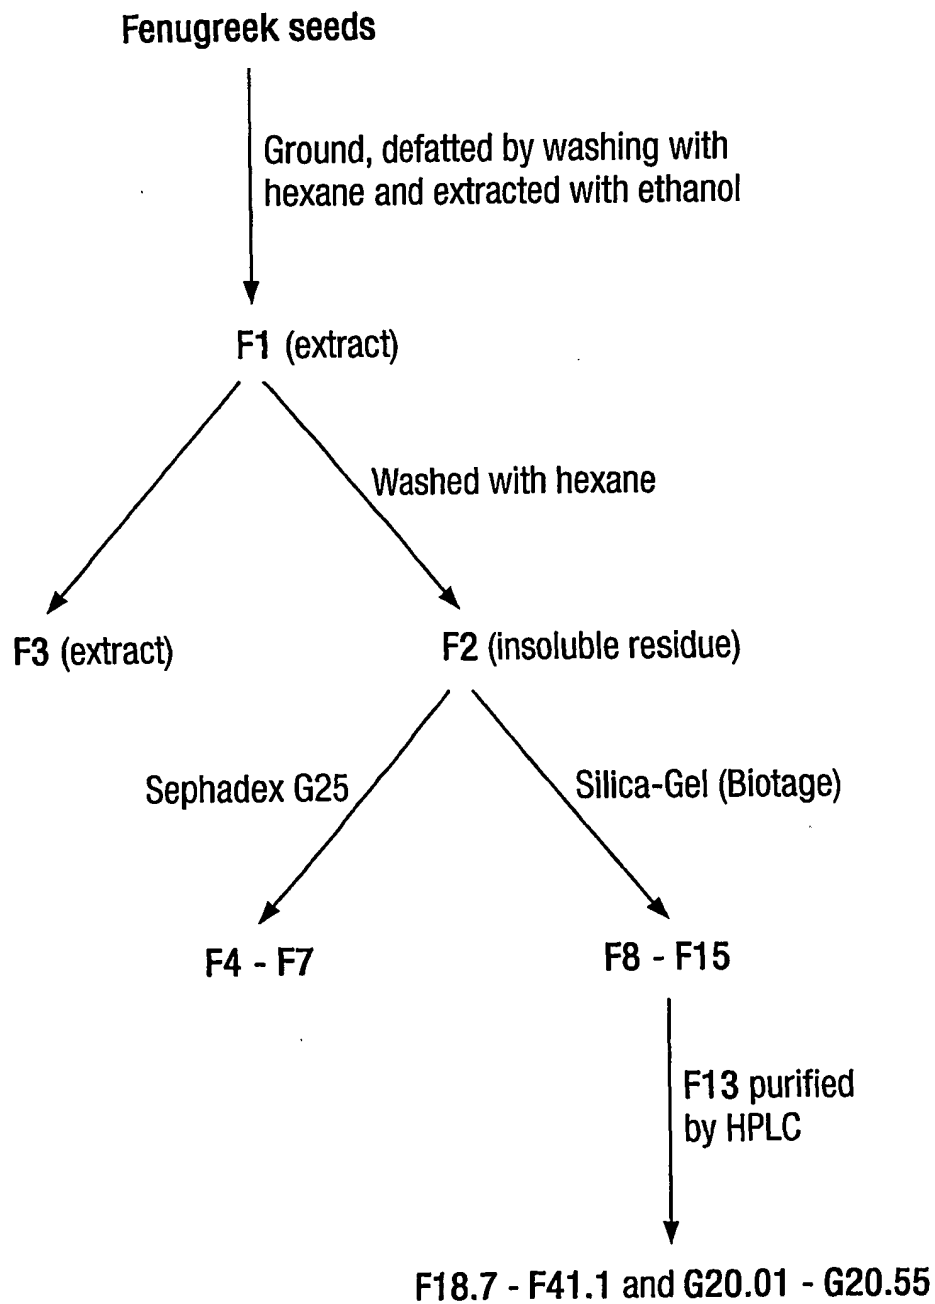 Fenugreek seeds
Ground, defatted by washing with
hexane and extracted with ethanol
F1 (extract)
Washed with hexane
F3 (extract)
F2 (insoluble residue)
Sephadex G25
Silica-Gel (Biotage)
F4 - F7
F8 - F15
F13 purified
by HPLC
F18.7 - F41.1 and G20.01 - G20.55